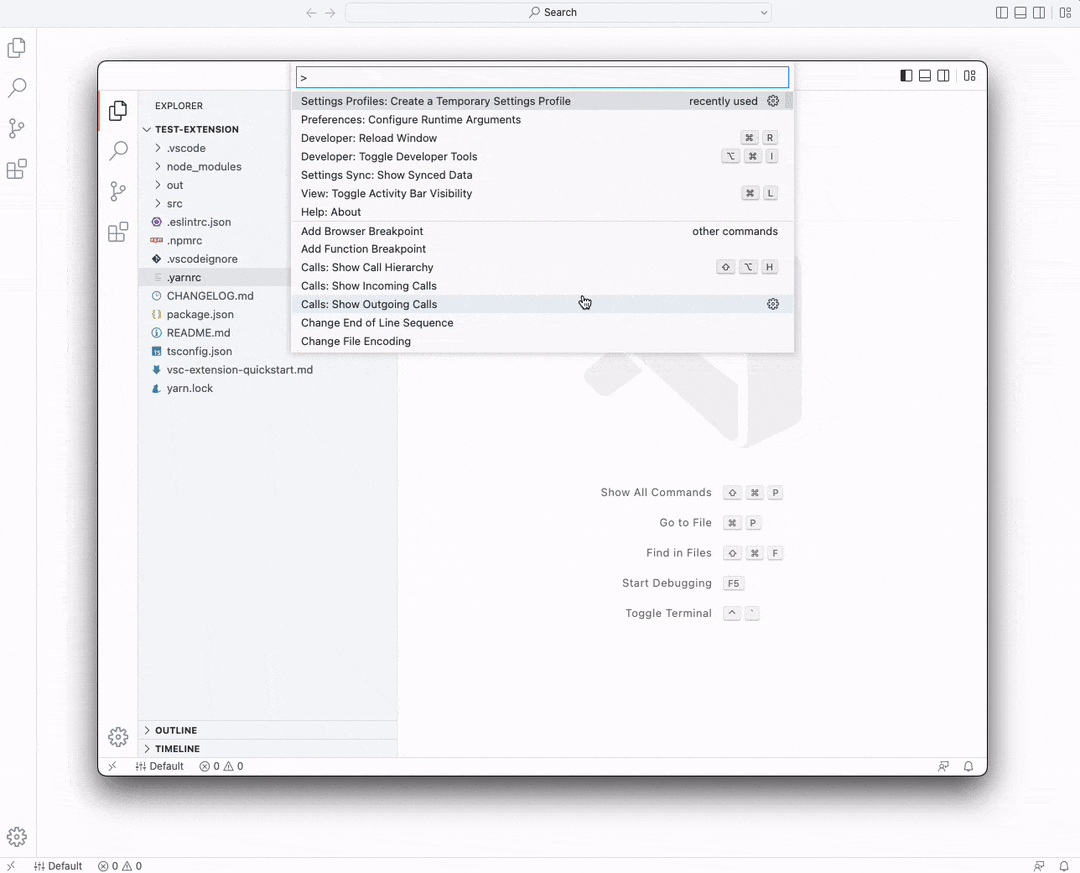 Search
>
Settings Profiles: Create a Temporary Settings Profile recently used
Preferences: Configure Runtime Arguments
Developer: Reload Window ⌘ R
Developer: Toggle Developer Tools ⌥ ⌘ I
Settings Sync: Show Synced Data
View: Toggle Activity Bar Visibility ⌘ L
Help: About
Add Browser Breakpoint other commands
Add Function Breakpoint
Calls: Show Call Hierarchy ⇧ ⌥ H
Calls: Show Incoming Calls
Calls: Show Outgoing Calls
Change End of Line Sequence
Change File Encoding
EXPLORER
TEST-EXTENSION
.vscode
node_modules
out
src
.eslintrc.json
.npmrc
.vscodeignore
.yarnrc
CHANGELOG.md
package.json
README.md
tsconfig.json
vsc-extension-quickstart.md
yarn.lock
Show All Commands ⇧ ⌘ P
Go to File ⌘ P
Find in Files ⇧ ⌘ F
Start Debugging F5
Toggle Terminal ^ `
OUTLINE
TIMELINE
Default 0 0
Default 0 0